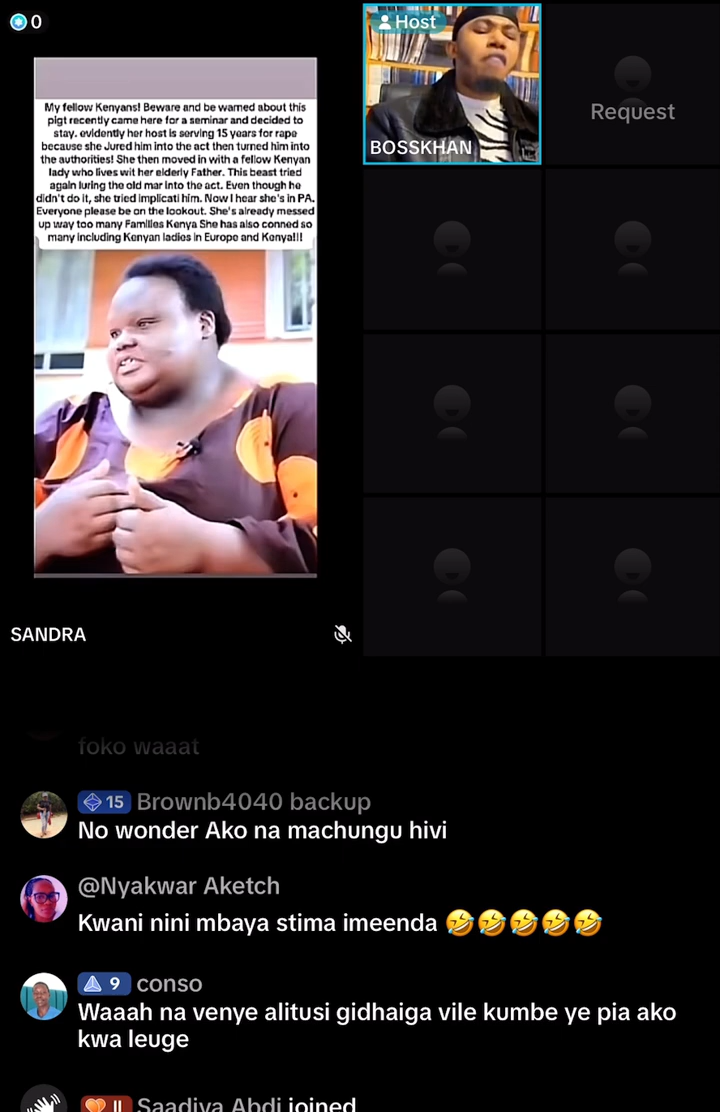 0
My fellow Kenyans! Beware and be warned about this
pigt recently came here for a seminar and decided to
stay. evidently her host is serving 15 years for rape
because she Jured him into the act then turned him into
the authorities! She then moved in with a fellow Kenyan
lady who lives wit her elderly Father. This beast tried
again luring the old mar into the act. Even though he
didn't do it, she tried implicati him. Now I hear she's in PA.
Everyone please be on the lookout. She's already messed
up way too many Families Kenya She has also conned so
many including Kenyan ladies in Europe and Kenya!!!
SANDRA
Host
BOSSKHAN
Request
foko waaat
15 Brownb4040 backup
No wonder Ako na machungu hivi
@Nyakwar Aketch
Kwani nini mbaya stima imeenda 🤣🤣🤣🤣🤣
9 conso
Waaah na venye alitusi gidhaiga vile kumbe ye pia ako
kwa leuge
II Saadiya Abdi joined